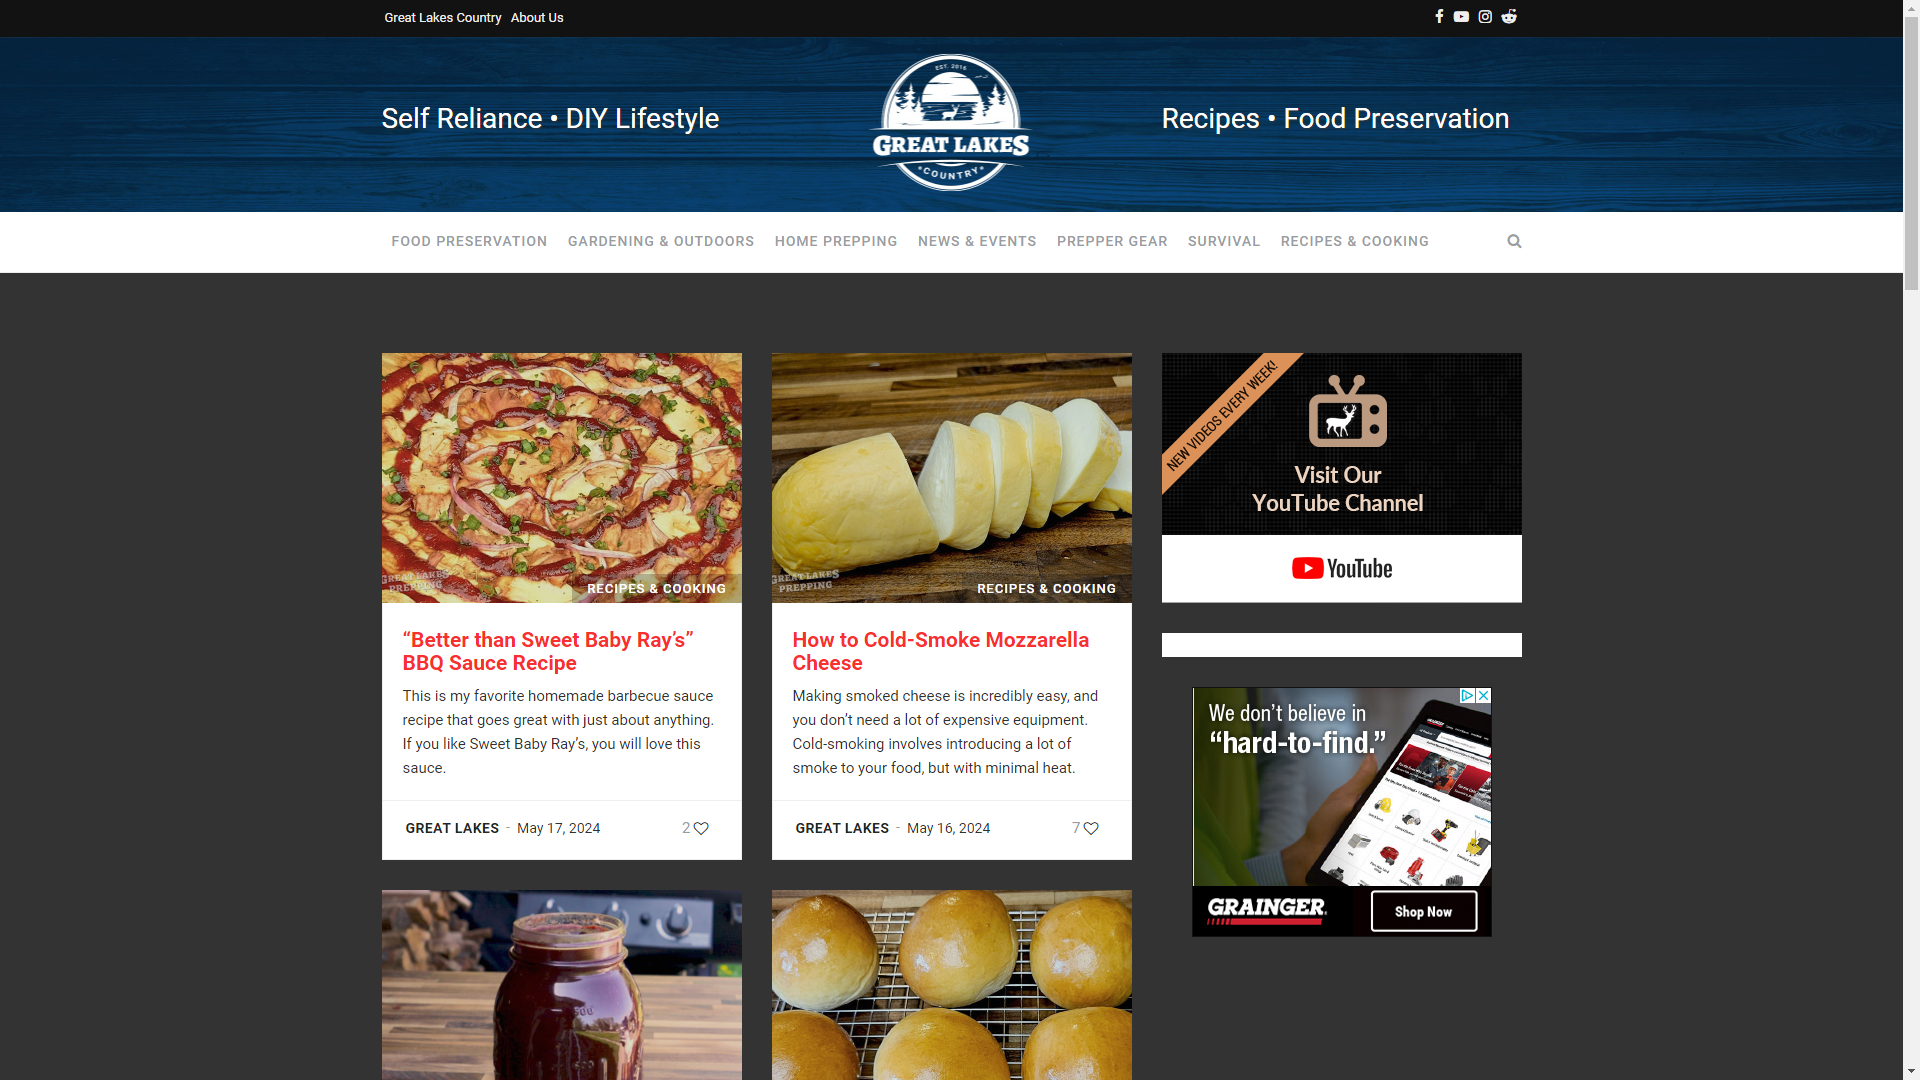 Great Lakes Country About Us
Self Reliance • DIY Lifestyle
EST. 2016
GREAT LAKES
•COUNTRY•
Recipes • Food Preservation
FOOD PRESERVATION GARDENING & OUTDOORS HOME PREPPING NEWS & EVENTS PREPPER GEAR SURVIVAL RECIPES & COOKING
GREAT LAKES
PREPPING
RECIPES & COOKING
“Better than Sweet Baby Ray’s”
BBQ Sauce Recipe
This is my favorite homemade barbecue sauce
recipe that goes great with just about anything.
If you like Sweet Baby Ray’s, you will love this
sauce.
GREAT LAKES - May 17, 2024 2
GREAT LAKES
PREPPING
RECIPES & COOKING
How to Cold-Smoke Mozzarella
Cheese
Making smoked cheese is incredibly easy, and
you don’t need a lot of expensive equipment.
Cold-smoking involves introducing a lot of
smoke to your food, but with minimal heat.
GREAT LAKES - May 16, 2024 7
NEW VIDEOS EVERY WEEK!
Visit Our
YouTube Channel
YouTube
We don’t believe in
“hard-to-find.”
GRAINGER
Shop Now